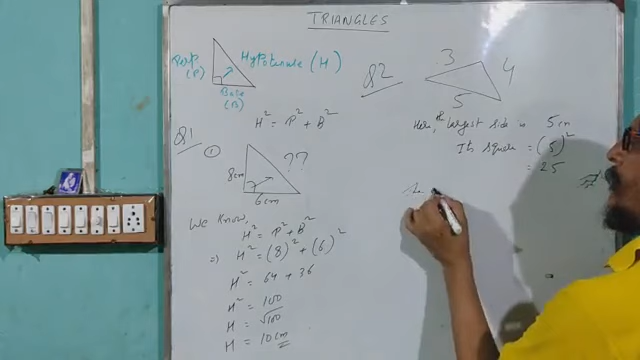 TRIANGLES
Perp
(P)
Hypotenuse (H)
Base
(B)
H² = P² + B²
Q1
①
8cm
??
6cm
We know,
H² = P² + B²
⇒ H² = (8)² + (6)²
H² = 64 + 36
H² = 100
H = √100
H = 10cm
Q2
3
4
5
Here, the largest side is 5cm
Its square = (5)²
= 25